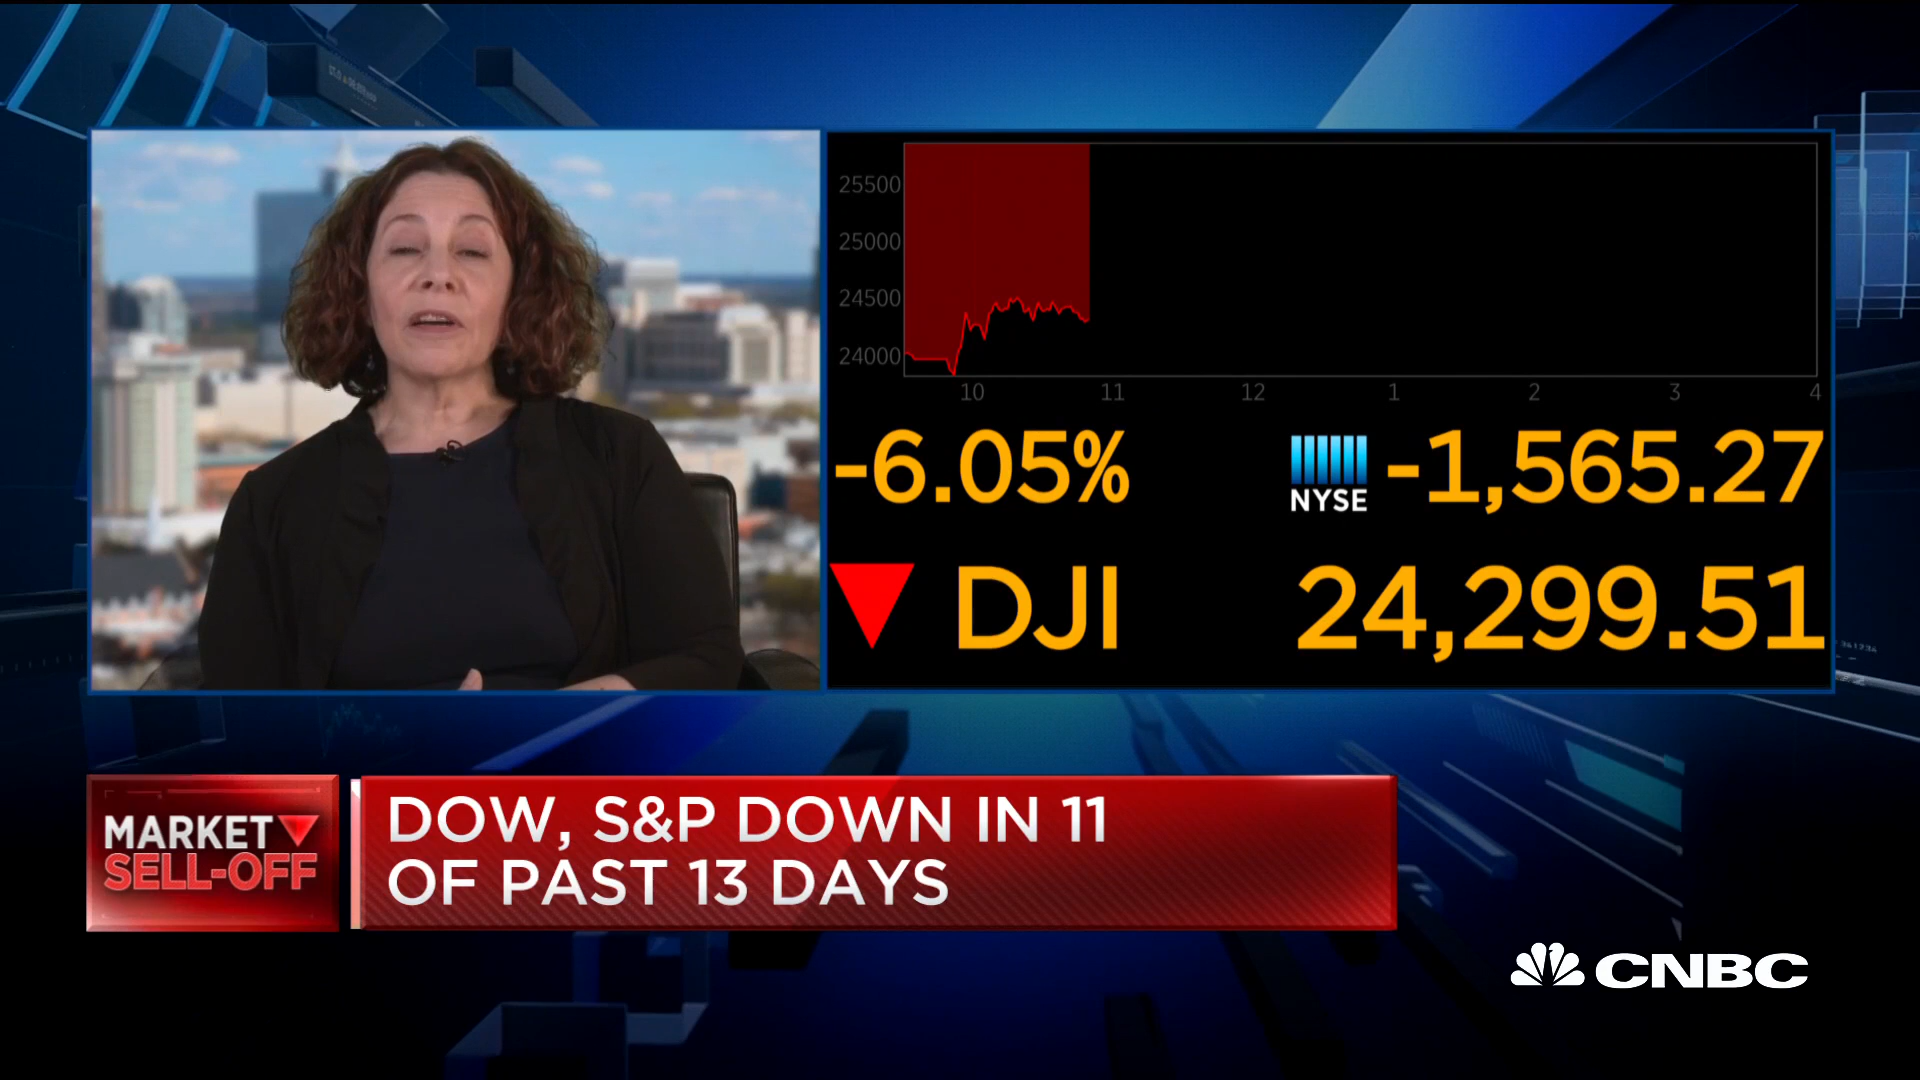 25500
25000
24500
24000
10 11 12 1 2 3 4
-6.05% NYSE -1,565.27
DJI 24,299.51
MARKET
SELL-OFF
DOW, S&P DOWN IN 11
OF PAST 13 DAYS
CNBC